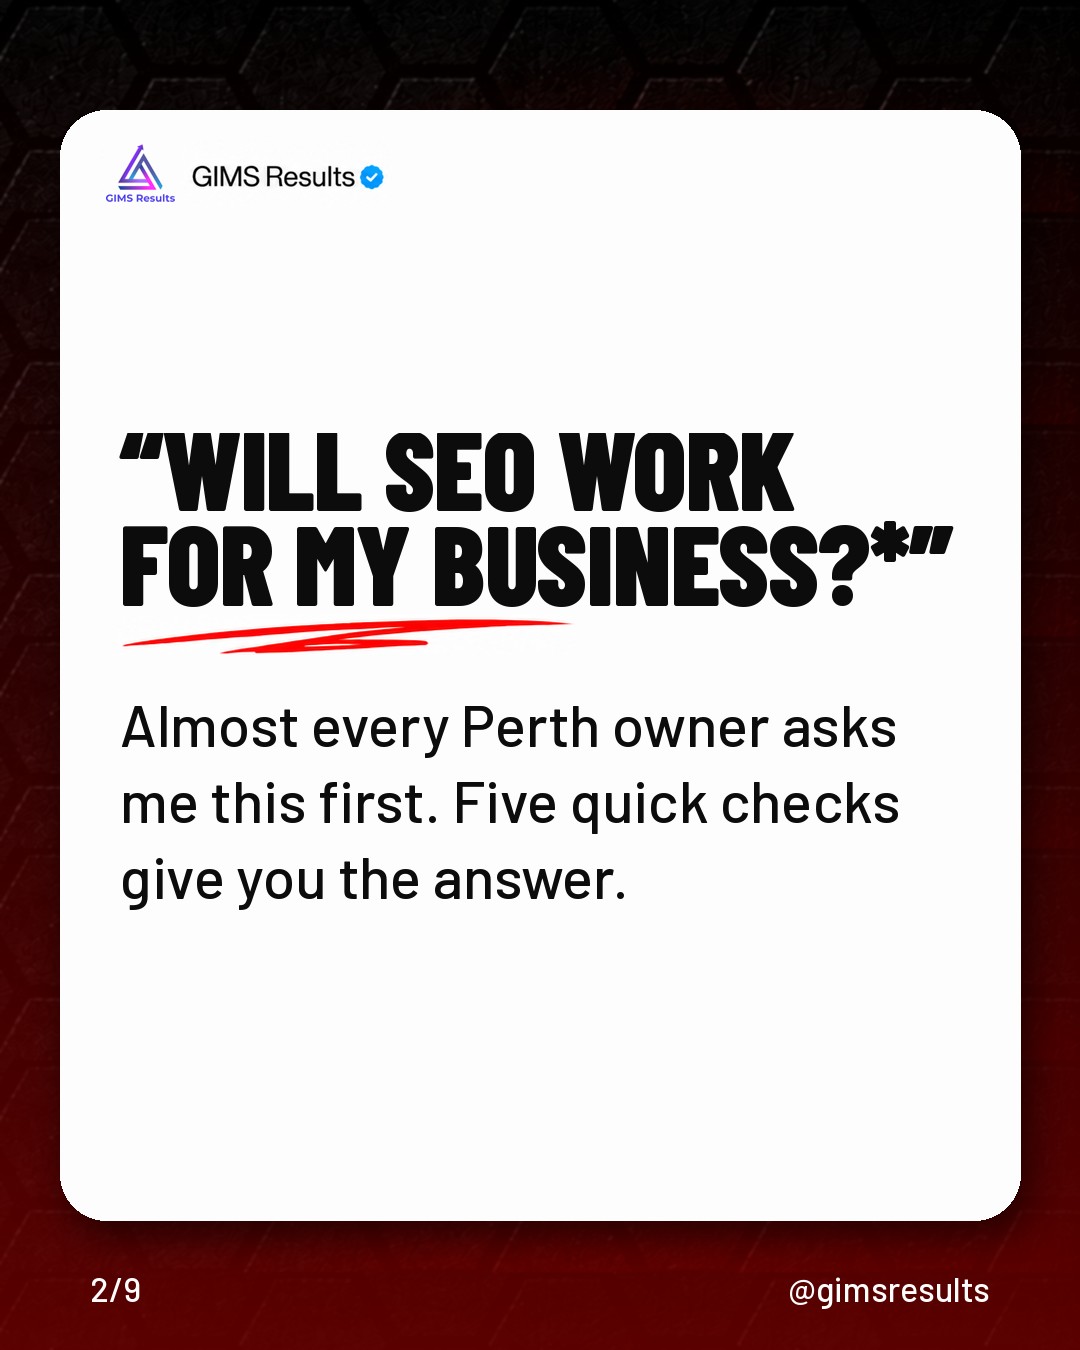 GIMS Results
GIMS Results
“WILL SEO WORK
FOR MY BUSINESS?*”
Almost every Perth owner asks
me this first. Five quick checks
give you the answer.
2/9
@gimsresults